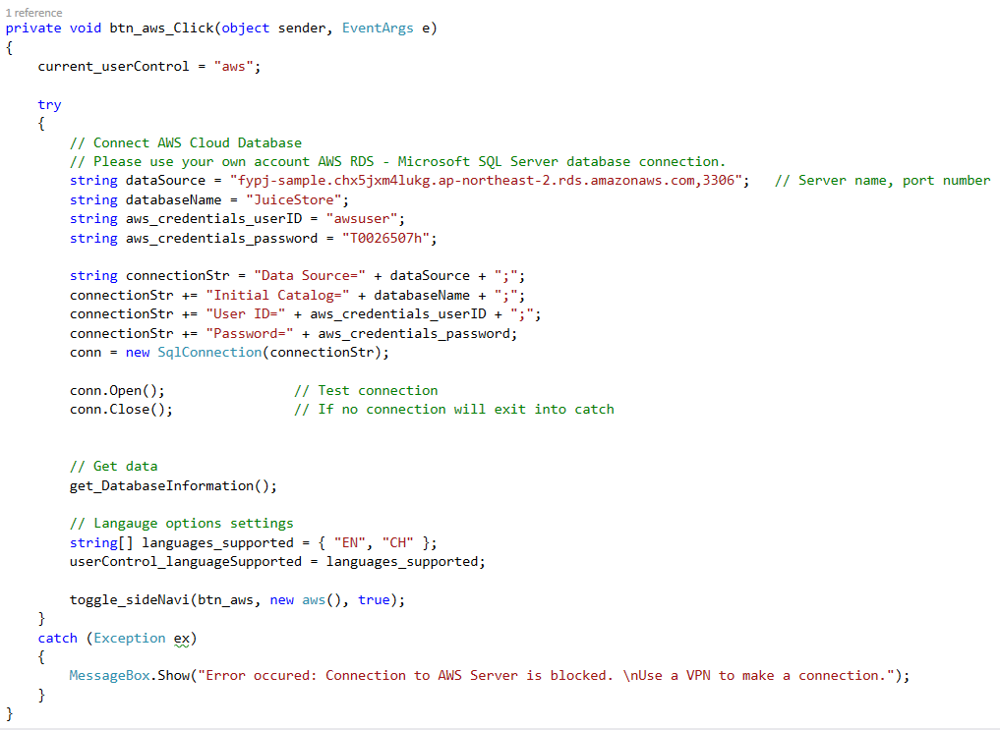 1 reference
private void btn_aws_Click(object sender, EventArgs e)
{
current_userControl = "aws";
try
{
// Connect AWS Cloud Database
// Please use your own account AWS RDS - Microsoft SQL Server database connection.
string dataSource = "fypj-sample.chx5jxm4lukg.ap-northeast-2.rds.amazonaws.com,3306";   // Server name, port number
string databaseName = "JuiceStore";
string aws_credentials_userID = "awsuser";
string aws_credentials_password = "T0026507h";
string connectionStr = "Data Source=" + dataSource + ";";
connectionStr += "Initial Catalog=" + databaseName + ";";
connectionStr += "User ID=" + aws_credentials_userID + ";";
connectionStr += "Password=" + aws_credentials_password;
conn = new SqlConnection(connectionStr);
conn.Open();                // Test connection
conn.Close();               // If no connection will exit into catch
// Get data
get_DatabaseInformation();
// Langauge options settings
string[] languages_supported = { "EN", "CH" };
userControl_languageSupported = languages_supported;
toggle_sideNavi(btn_aws, new aws(), true);
}
catch (Exception ex)
{
MessageBox.Show("Error occured: Connection to AWS Server is blocked. \nUse a VPN to make a connection.");
}
}